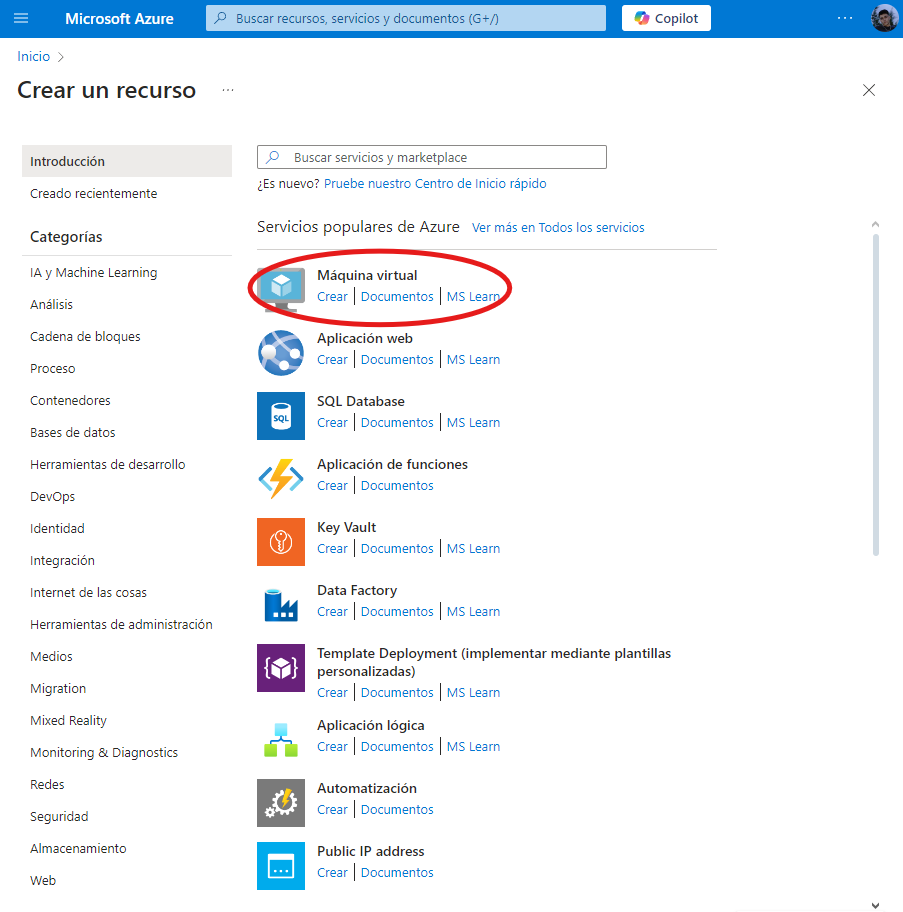 Microsoft Azure
Buscar recursos, servicios y documentos (G+/)
Copilot
...
Inicio >
Crear un recurso ...
Introducción
Creado recientemente
Categorías
IA y Machine Learning
Análisis
Cadena de bloques
Proceso
Contenedores
Bases de datos
Herramientas de desarrollo
DevOps
Identidad
Integración
Internet de las cosas
Herramientas de administración
Medios
Migration
Mixed Reality
Monitoring & Diagnostics
Redes
Seguridad
Almacenamiento
Web
Buscar servicios y marketplace
¿Es nuevo? Pruebe nuestro Centro de Inicio rápido
Servicios populares de Azure Ver más en Todos los servicios
Máquina virtual
Crear | Documentos | MS Learn
Aplicación web
Crear | Documentos | MS Learn
SQL
SQL Database
Crear | Documentos | MS Learn
Aplicación de funciones
Crear | Documentos
Key Vault
Crear | Documentos | MS Learn
Data Factory
Crear | Documentos | MS Learn
Template Deployment (implementar mediante plantillas
personalizadas)
Crear | Documentos | MS Learn
Aplicación lógica
Crear | Documentos | MS Learn
Automatización
Crear | Documentos
Public IP address
Crear | Documentos